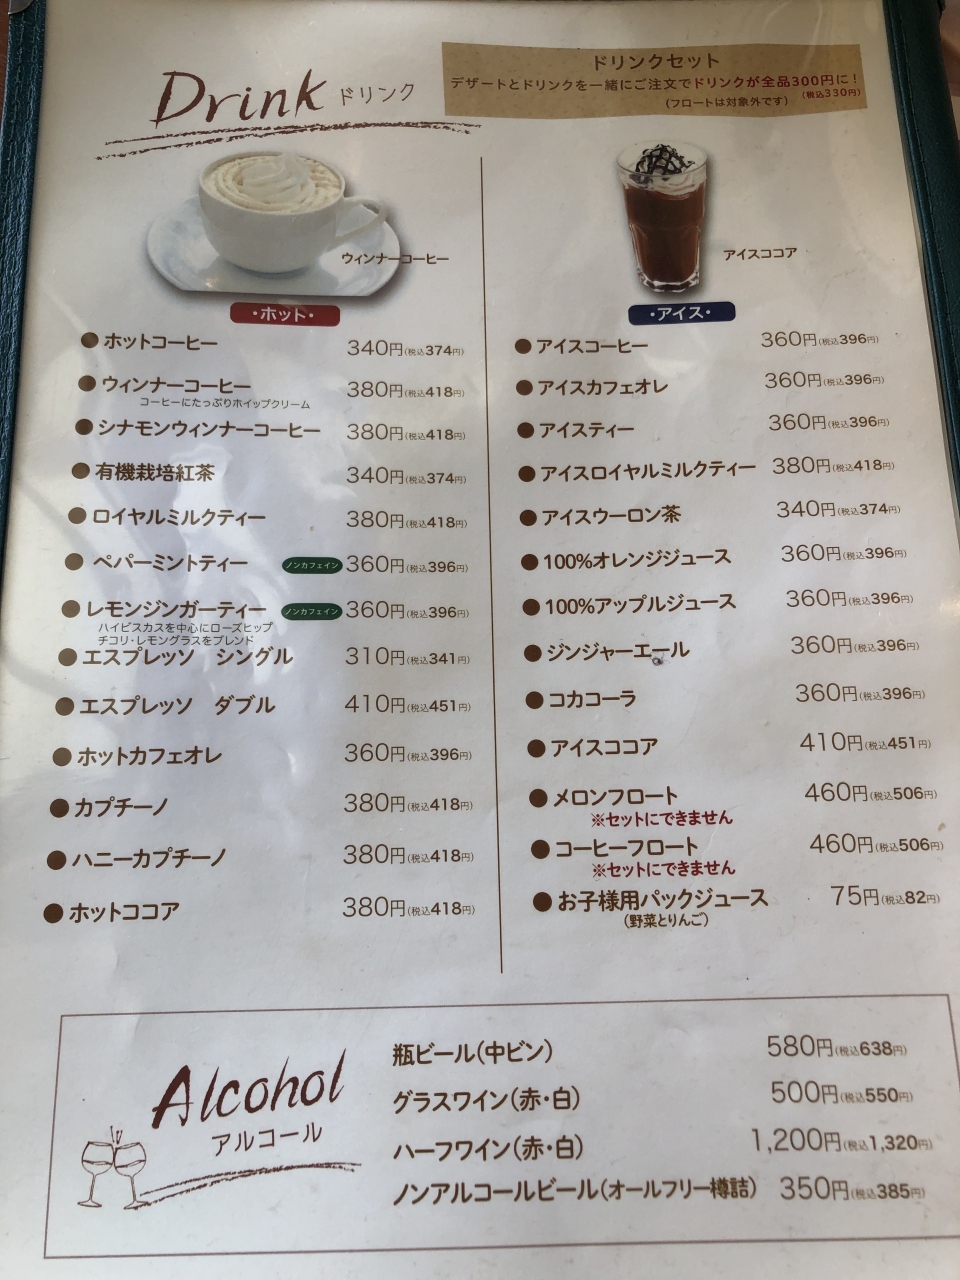 Drink ドリンク
ドリンクセット
デザートとドリンクを一緒にご注文でドリンクが全品300円に!
(フロートは対象外です) (税込330円)
ウィンナーコーヒー
・ホット・
ホットコーヒー 340円(税込374円)
ウィンナーコーヒー 380円(税込418円)
コーヒーにたっぷりホイップクリーム
シナモンウィンナーコーヒー 380円(税込418円)
有機栽培紅茶 340円(税込374円)
ロイヤルミルクティー 380円(税込418円)
ペパーミントティー ノンカフェイン 360円(税込396円)
レモンジンガーティー ノンカフェイン 360円(税込396円)
ハイビスカスを中心にローズヒップ
チコリ・レモングラスをブレンド
エスプレッソ シングル 310円(税込341円)
エスプレッソ ダブル 410円(税込451円)
ホットカフェオレ 360円(税込396円)
カプチーノ 380円(税込418円)
ハニーカプチーノ 380円(税込418円)
ホットココア 380円(税込418円)
アイスココア
・アイス・
アイスコーヒー 360円(税込396円)
アイスカフェオレ 360円(税込396円)
アイスティー 360円(税込396円)
アイスロイヤルミルクティー 380円(税込418円)
アイスウーロン茶 340円(税込374円)
100%オレンジジュース 360円(税込396円)
100%アップルジュース 360円(税込396円)
ジンジャーエール 360円(税込396円)
コカコーラ 360円(税込396円)
アイスココア 410円(税込451円)
メロンフロート 460円(税込506円)
※セットにできません
コーヒーフロート 460円(税込506円)
※セットにできません
お子様用パックジュース 75円(税込82円)
(野菜とりんご)
Alcohol
アルコール
瓶ビール(中ビン) 580円(税込638円)
グラスワイン(赤・白) 500円(税込550円)
ハーフワイン(赤・白) 1,200円(税込1,320円)
ノンアルコールビール(オールフリー樽詰) 350円(税込385円)